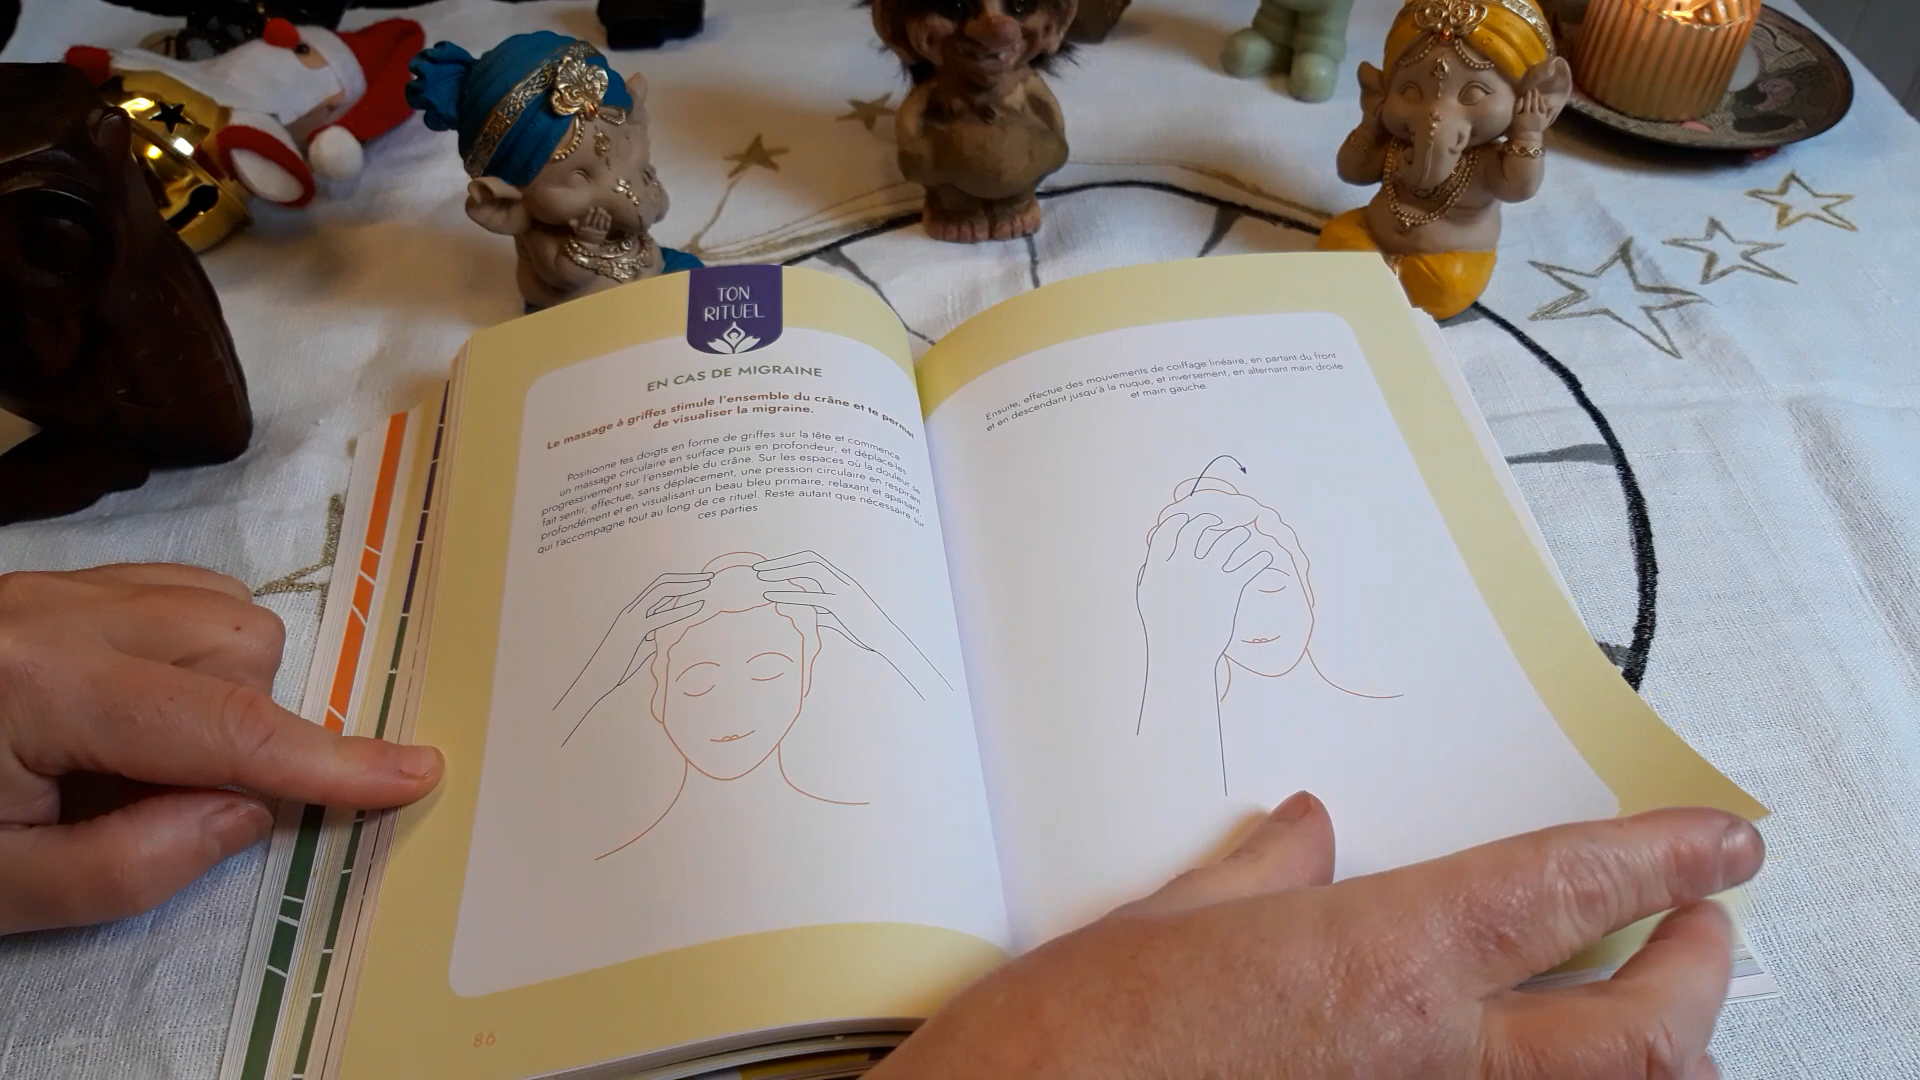 TON
RITUEL
EN CAS DE MIGRAINE
Le massage à griffes stimule l'ensemble du crâne et te permet
de visualiser la migraine.
Positionne tes doigts en forme de griffes sur la tête et commence
un massage circulaire en surface puis en profondeur, et déplace-les
progressivement sur l'ensemble du crâne. Sur les espaces où la douleur se
fait sentir, effectue, sans déplacement, une pression circulaire en respirant
profondément et en visualisant un beau bleu primaire, relaxant et apaisant,
qui t'accompagne tout au long de ce rituel. Reste autant que nécessaire sur
ces parties.
86
Ensuite, effectue des mouvements de coiffage linéaire, en partant du front
et en descendant jusqu'à la nuque, et inversement, en alternant main droite
et main gauche.